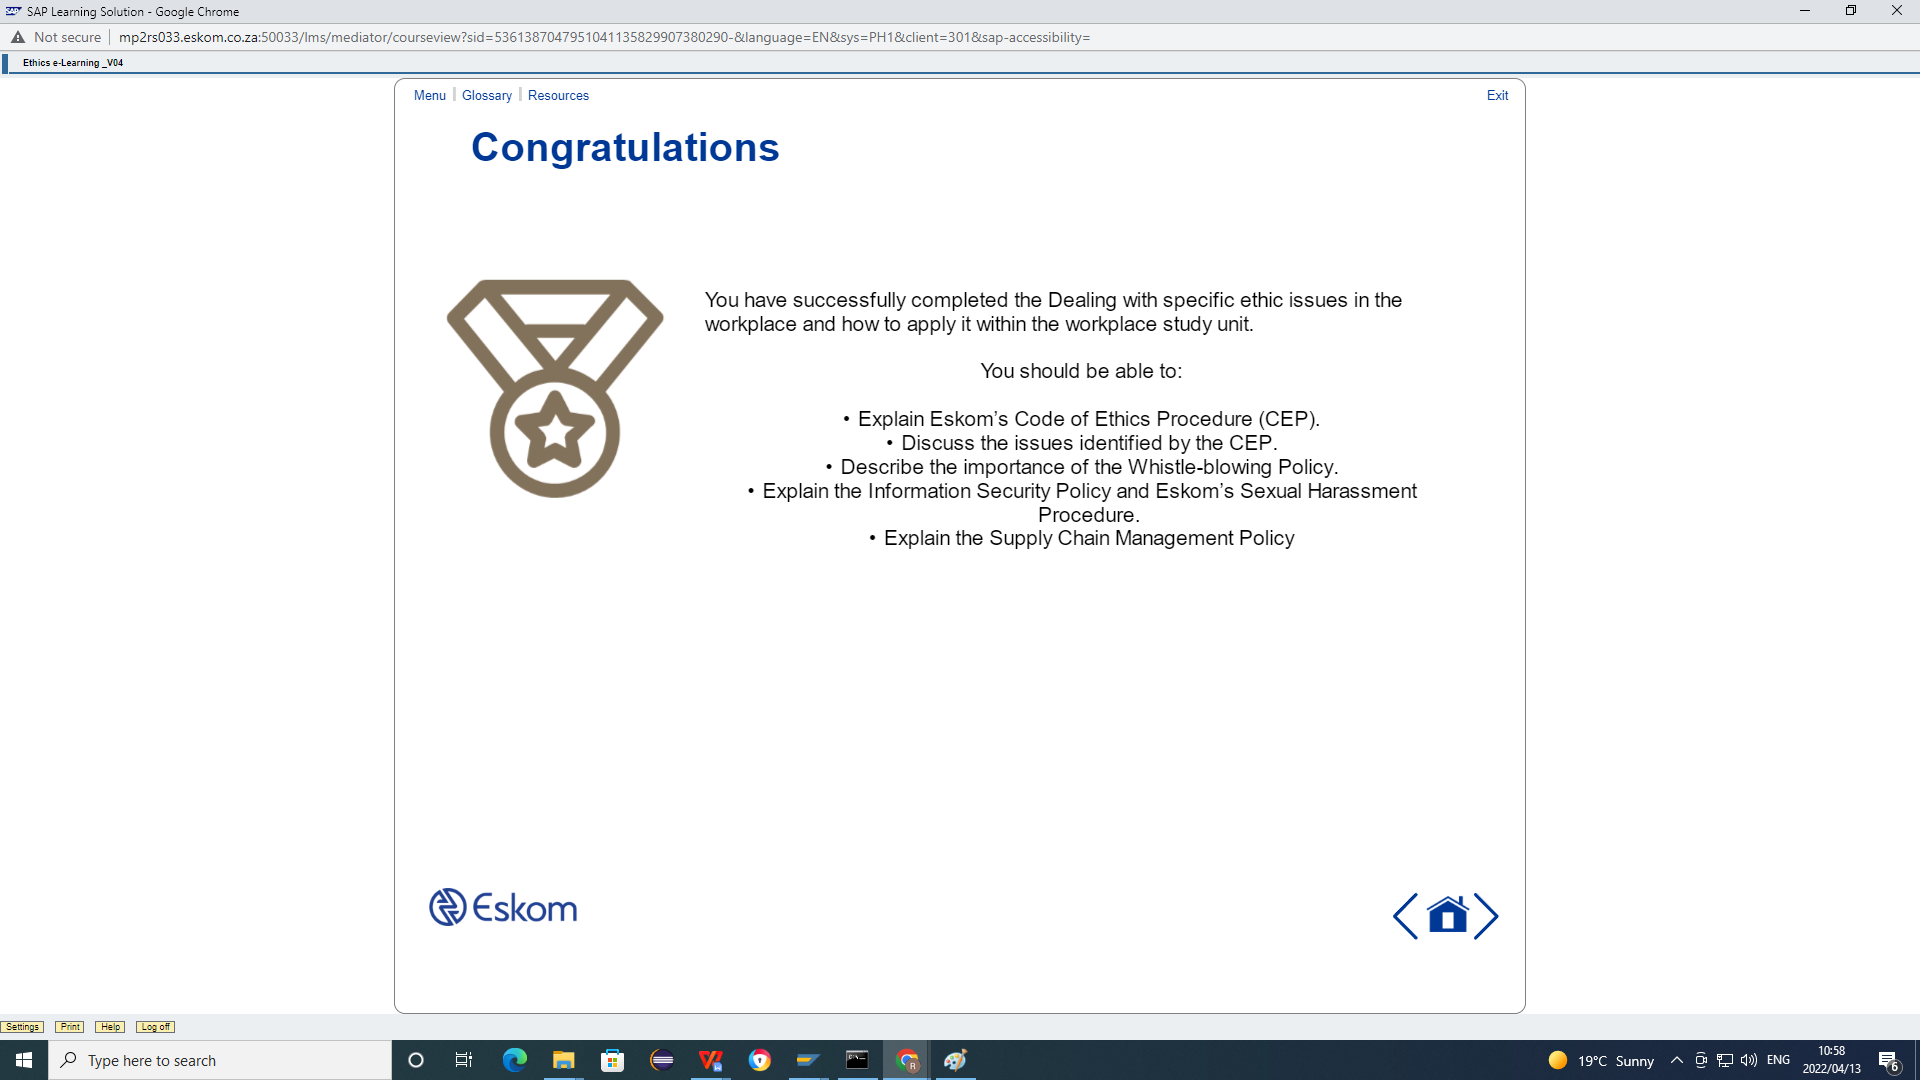 SAP Learning Solution - Google Chrome
Not secure | mp2rs033.eskom.co.za:50033/lms/mediator/courseview?sid=5361387047951041135829907380290-&language=EN&sys=PH1&client=301&sap-accessibility=
Ethics e-Learning _V04
Menu | Glossary | Resources Exit
Congratulations
You have successfully completed the Dealing with specific ethic issues in the
workplace and how to apply it within the workplace study unit.
You should be able to:
• Explain Eskom’s Code of Ethics Procedure (CEP).
• Discuss the issues identified by the CEP.
• Describe the importance of the Whistle-blowing Policy.
• Explain the Information Security Policy and Eskom’s Sexual Harassment
Procedure.
• Explain the Supply Chain Management Policy
Eskom
Settings Print Help Log off
Type here to search 19°C Sunny ENG 10:58
2022/04/13 6